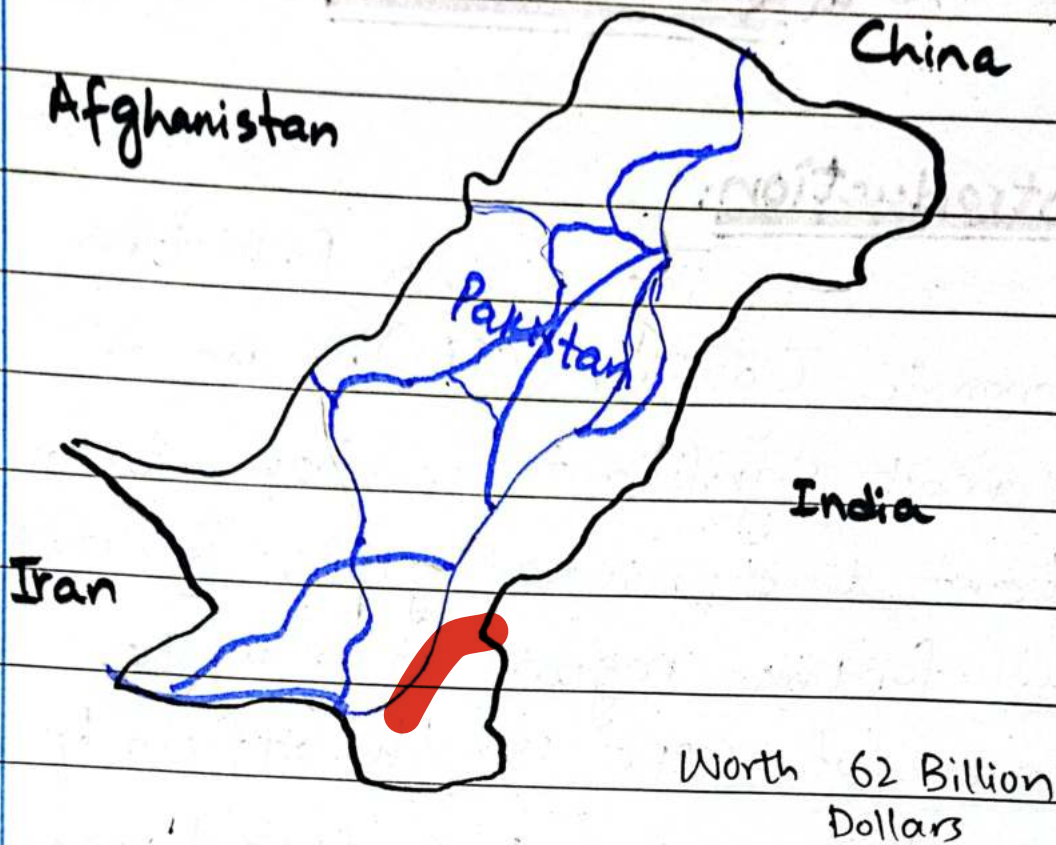 China
Afghanistan
Pakistan
India
Iran
Worth 62 Billion
Dollars